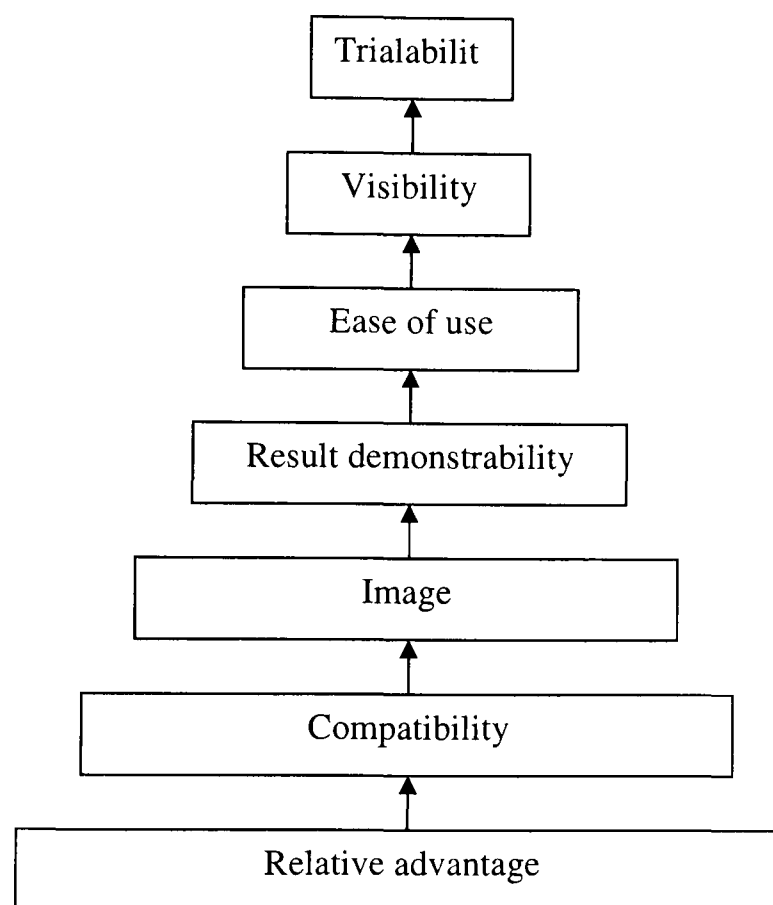 Trialabilit
Visibility
Ease of use
Result demonstrability
Image
Compatibility
Relative advantage